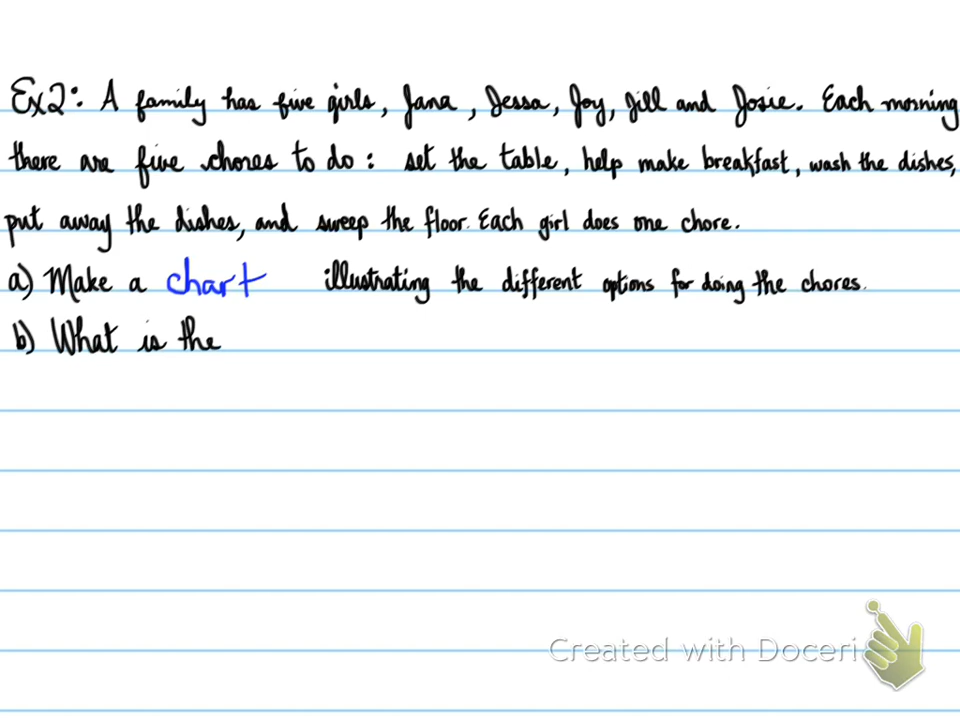 Ex2: A family has five girls, Jana, Jessa, Joy, Jill and Josie. Each morning
there are five chores to do: set the table, help make breakfast, wash the dishes,
put away the dishes, and sweep the floor. Each girl does one chore.
a) Make a chart illustrating the different options for doing the chores.
b) What is the
Created with Doceri